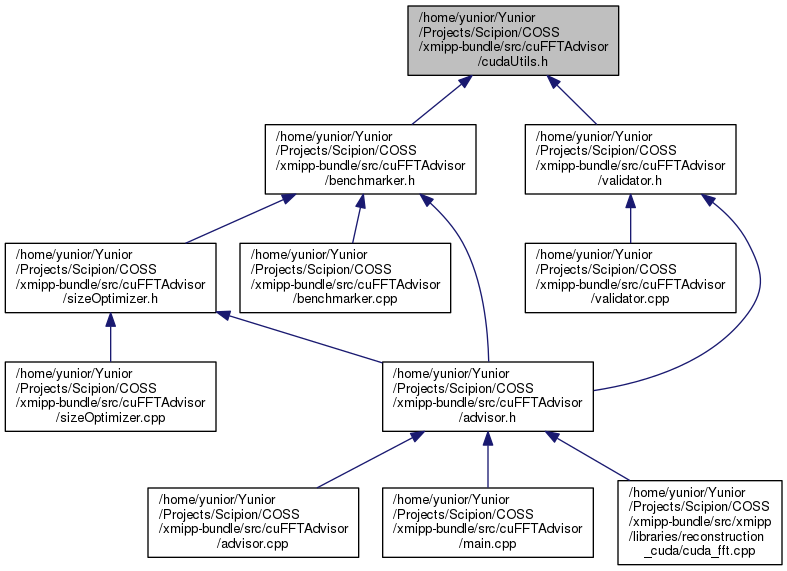 /home/yunior/Yunior
/Projects/Scipion/COSS
/xmipp-bundle/src/cuFFTAdvisor
/cudaUtils.h
/home/yunior/Yunior
/Projects/Scipion/COSS
/xmipp-bundle/src/cuFFTAdvisor
/benchmarker.h
/home/yunior/Yunior
/Projects/Scipion/COSS
/xmipp-bundle/src/cuFFTAdvisor
/validator.h
/home/yunior/Yunior
/Projects/Scipion/COSS
/xmipp-bundle/src/cuFFTAdvisor
/sizeOptimizer.h
/home/yunior/Yunior
/Projects/Scipion/COSS
/xmipp-bundle/src/cuFFTAdvisor
/benchmarker.cpp
/home/yunior/Yunior
/Projects/Scipion/COSS
/xmipp-bundle/src/cuFFTAdvisor
/validator.cpp
/home/yunior/Yunior
/Projects/Scipion/COSS
/xmipp-bundle/src/cuFFTAdvisor
/sizeOptimizer.cpp
/home/yunior/Yunior
/Projects/Scipion/COSS
/xmipp-bundle/src/cuFFTAdvisor
/advisor.h
/home/yunior/Yunior
/Projects/Scipion/COSS
/xmipp-bundle/src/cuFFTAdvisor
/advisor.cpp
/home/yunior/Yunior
/Projects/Scipion/COSS
/xmipp-bundle/src/cuFFTAdvisor
/main.cpp
/home/yunior/Yunior
/Projects/Scipion/COSS
/xmipp-bundle/src/xmipp
/libraries/reconstruction
_cuda/cuda_fft.cpp